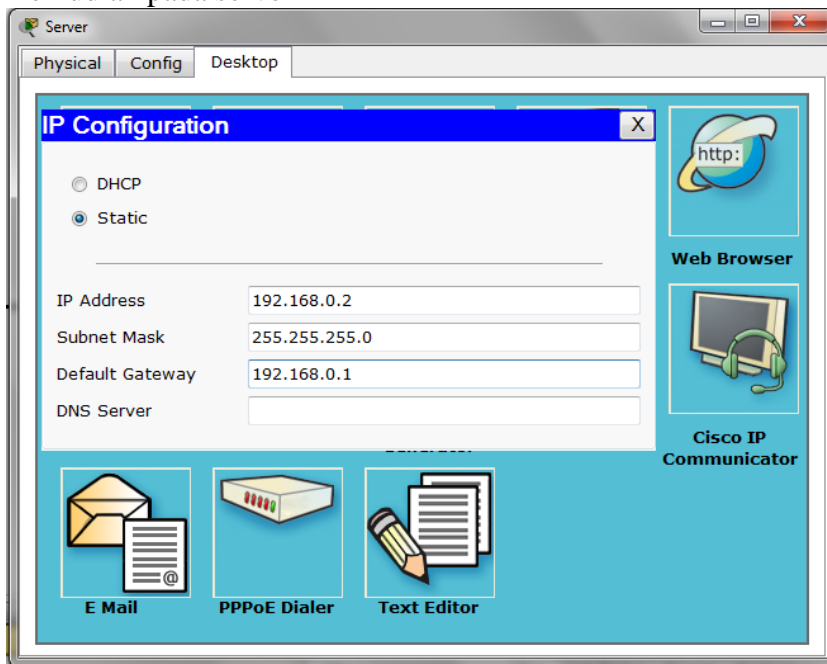 Server
Physical Config Desktop
IP Configuration X
http:
DHCP
Static
Web Browser
IP Address 192.168.0.2
Subnet Mask 255.255.255.0
Default Gateway 192.168.0.1
DNS Server
Cisco IP
Communicator
@
E Mail PPPoE Dialer Text Editor